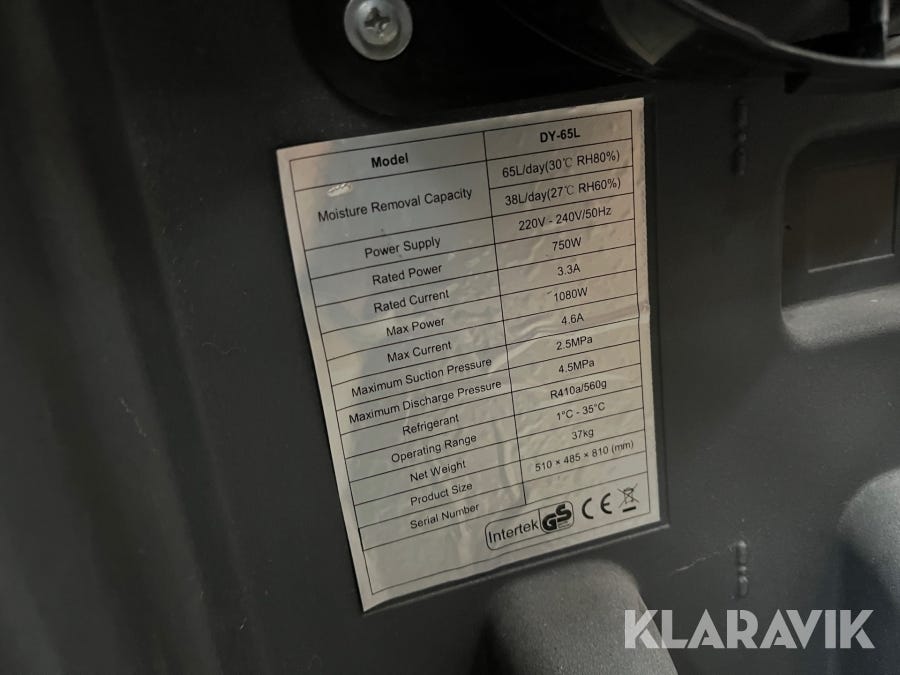 Model DY-65L
Moisture Removal Capacity 65L/day(30℃ RH80%)
38L/day(27℃ RH60%)
Power Supply 220V - 240V/50Hz
Rated Power 750W
Rated Current 3.3A
Max Power 1080W
Max Current 4.6A
Maximum Suction Pressure 2.5MPa
Maximum Discharge Pressure 4.5MPa
Refrigerant R410a/560g
Operating Range 1°C - 35°C
Net Weight 37kg
Product Size 510 × 485 × 810 (mm)
Serial Number
Intertek GS CE
KLARAVIK